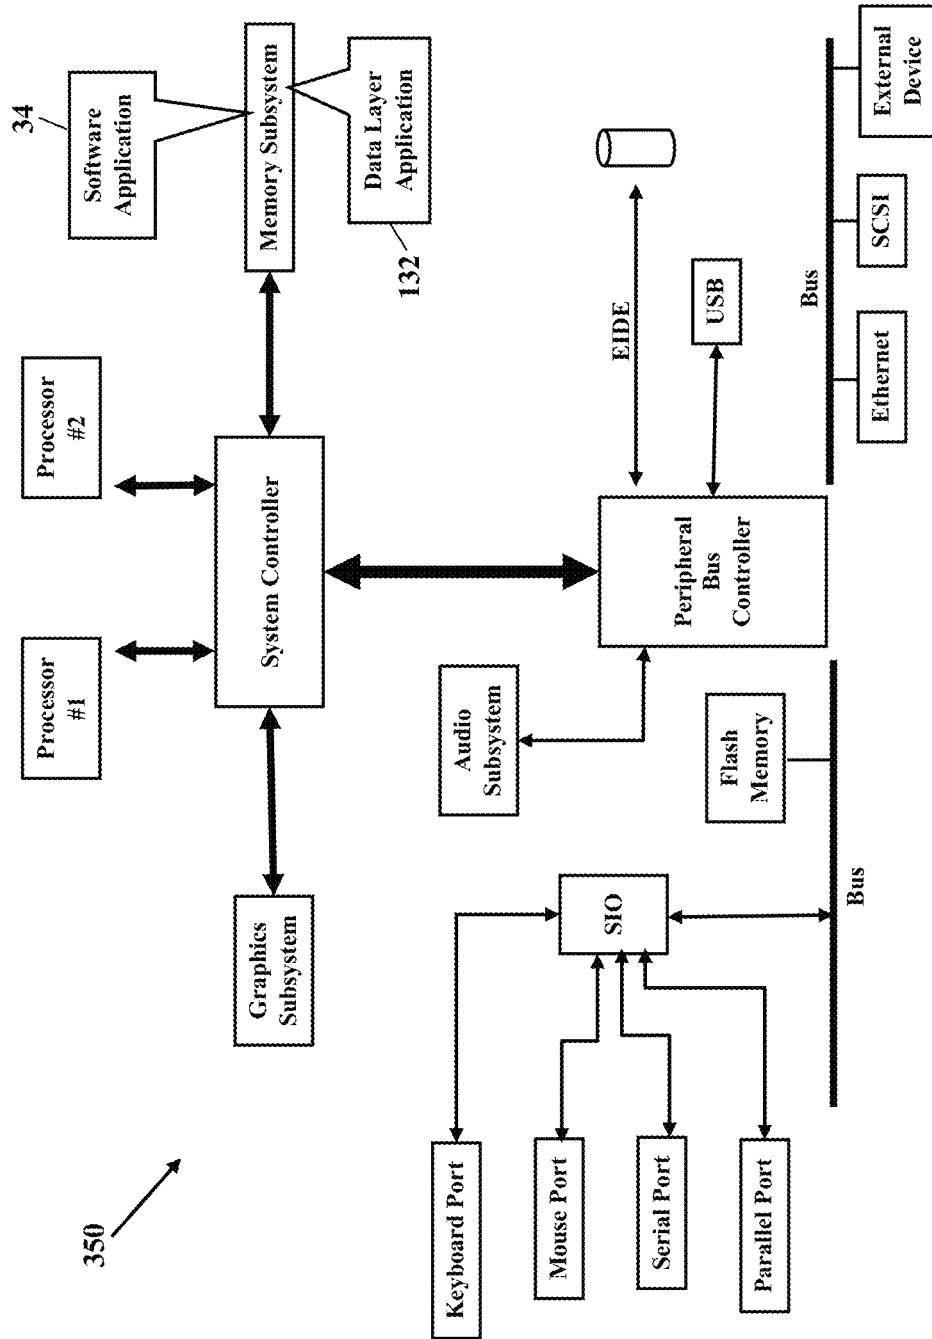 350
Processor
#1
Processor
#2
34
Software
Application
Graphics
Subsystem
System Controller
Memory Subsystem
Data Layer
Application
132
Keyboard Port
Mouse Port
Serial Port
Parallel Port
SIO
Audio
Subsystem
Flash
Memory
Peripheral
Bus
Controller
EIDE
USB
Bus
Bus
Ethernet
SCSI
External
Device